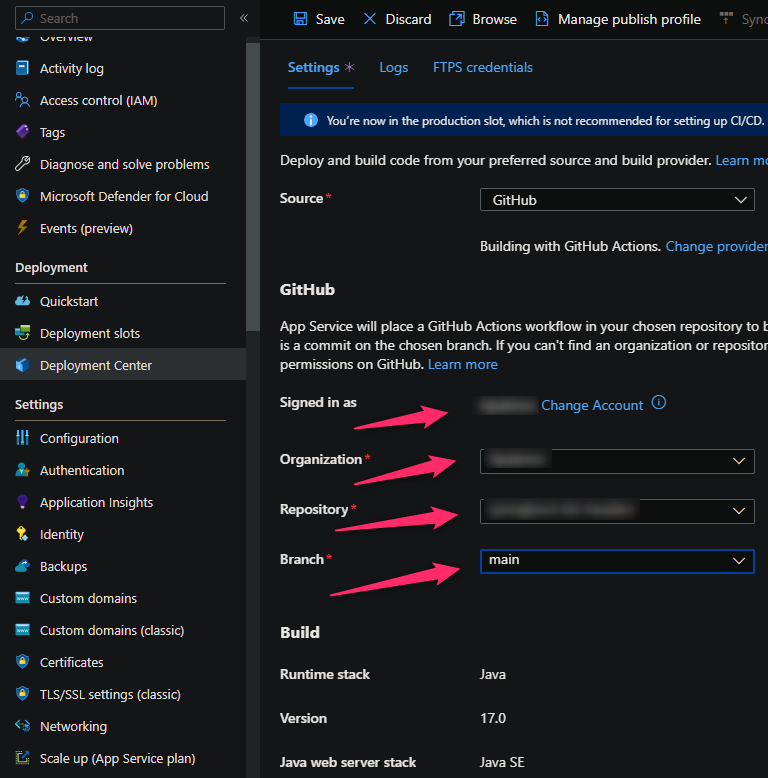 Search
«
Overview
Activity log
Access control (IAM)
Tags
Diagnose and solve problems
Microsoft Defender for Cloud
Events (preview)
Deployment
Quickstart
Deployment slots
Deployment Center
Settings
Configuration
Authentication
Application Insights
Identity
Backups
Custom domains
Custom domains (classic)
Certificates
TLS/SSL settings (classic)
Networking
Scale up (App Service plan)
Save Discard Browse Manage publish profile Sync
Settings * Logs FTPS credentials
You're now in the production slot, which is not recommended for setting up CI/CD.
Deploy and build code from your preferred source and build provider. Learn mo
Source* GitHub
Building with GitHub Actions. Change provider
GitHub
App Service will place a GitHub Actions workflow in your chosen repository to b
is a commit on the chosen branch. If you can't find an organization or repositor
permissions on GitHub. Learn more
Signed in as Change Account
Organization*
Repository*
Branch* main
Build
Runtime stack Java
Version 17.0
Java web server stack Java SE